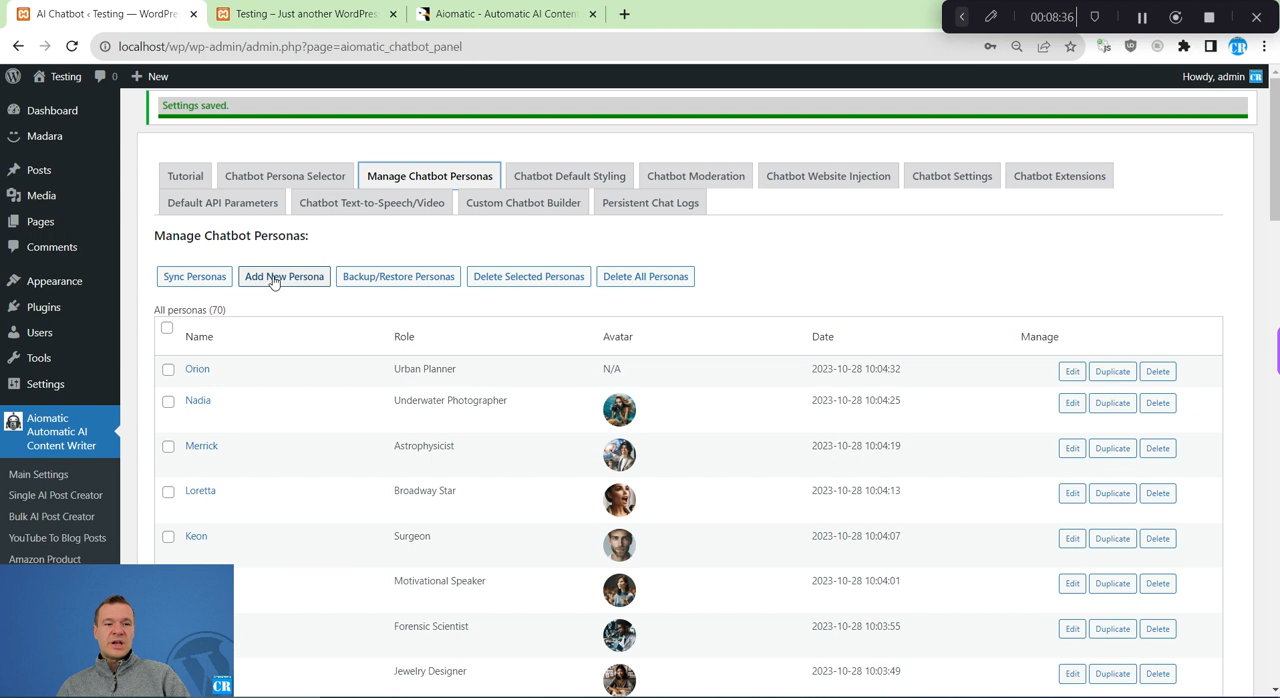 AI Chatbot ‹ Testing — WordPres
Testing – Just another WordPres
Aiomatic - Automatic AI Content
00:08:36
localhost/wp/wp-admin/admin.php?page=aiomatic_chatbot_panel
Testing
0
New
Howdy, admin
Dashboard
Madara
Posts
Media
Pages
Comments
Appearance
Plugins
Users
Tools
Settings
Aiomatic
Automatic AI
Content Writer
Main Settings
Single AI Post Creator
Bulk AI Post Creator
YouTube To Blog Posts
Amazon Product
Settings saved.
Tutorial
Chatbot Persona Selector
Manage Chatbot Personas
Chatbot Default Styling
Chatbot Moderation
Chatbot Website Injection
Chatbot Settings
Chatbot Extensions
Default API Parameters
Chatbot Text-to-Speech/Video
Custom Chatbot Builder
Persistent Chat Logs
Manage Chatbot Personas:
Sync Personas
Add New Persona
Backup/Restore Personas
Delete Selected Personas
Delete All Personas
All personas (70)
Name Role Avatar Date Manage
Orion Urban Planner N/A 2023-10-28 10:04:32 Edit Duplicate Delete
Nadia Underwater Photographer 2023-10-28 10:04:25 Edit Duplicate Delete
Merrick Astrophysicist 2023-10-28 10:04:19 Edit Duplicate Delete
Loretta Broadway Star 2023-10-28 10:04:13 Edit Duplicate Delete
Keon Surgeon 2023-10-28 10:04:07 Edit Duplicate Delete
Motivational Speaker 2023-10-28 10:04:01 Edit Duplicate Delete
Forensic Scientist 2023-10-28 10:03:55 Edit Duplicate Delete
Jewelry Designer 2023-10-28 10:03:49 Edit Duplicate Delete
CR